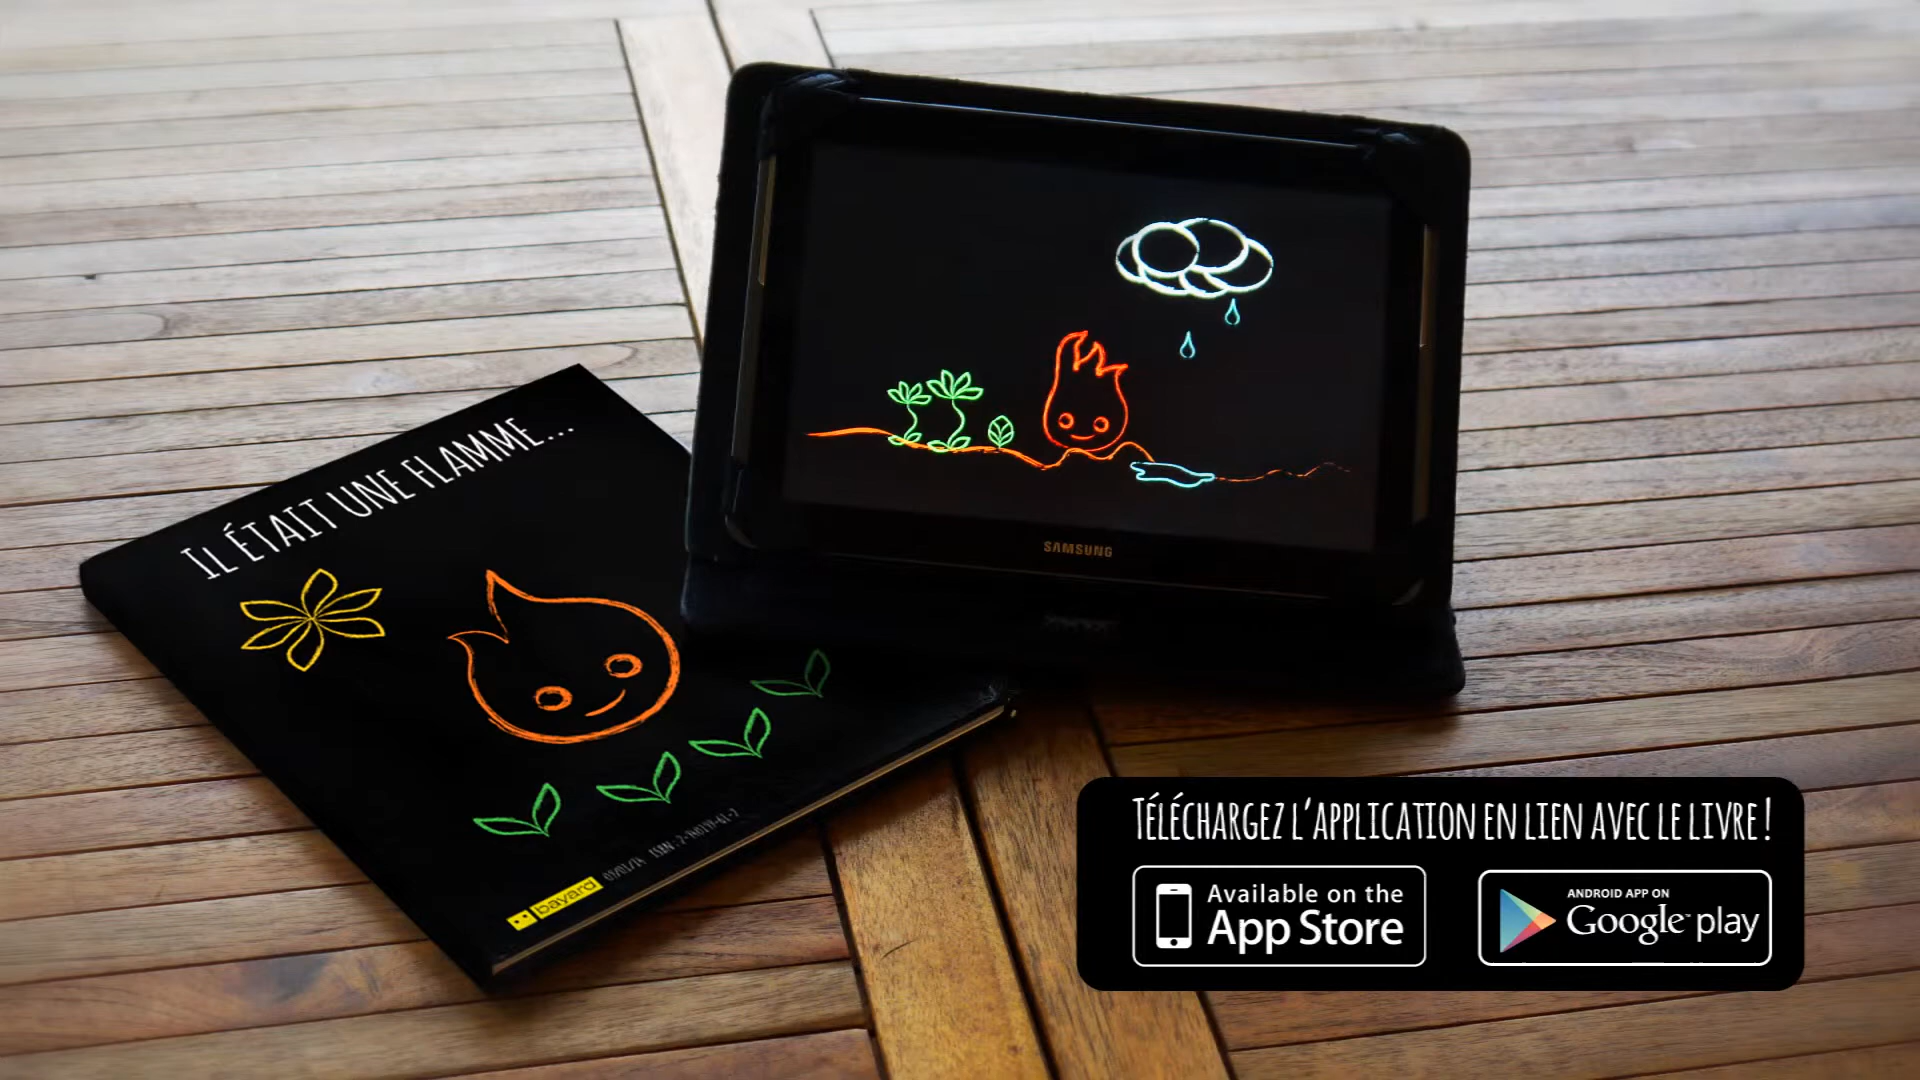 Il était une flamme...
SAMSUNG
bayard
Téléchargez l'application en lien avec le livre !
Available on the
App Store
ANDROID APP ON
Google play